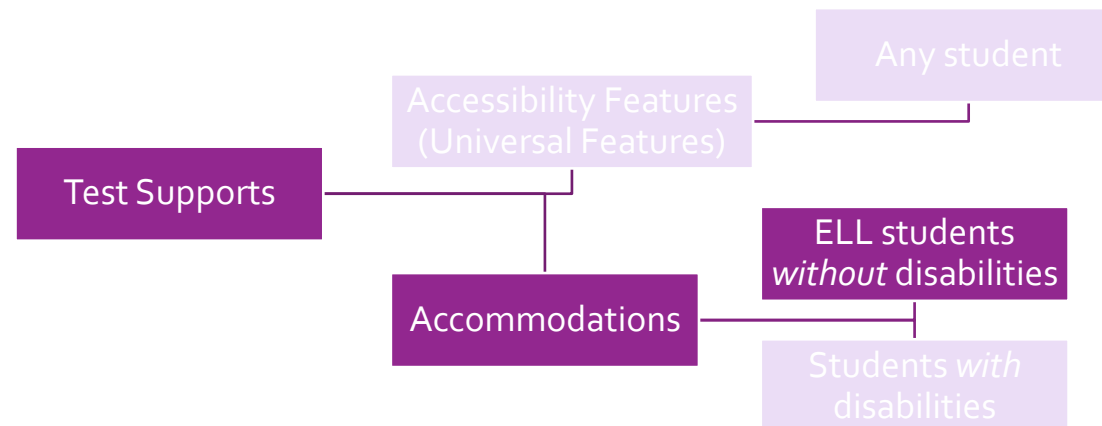 Any student
Accessibility Features
(Universal Features)
Test Supports
ELL students
without disabilities
Accommodations
Students with
disabilities